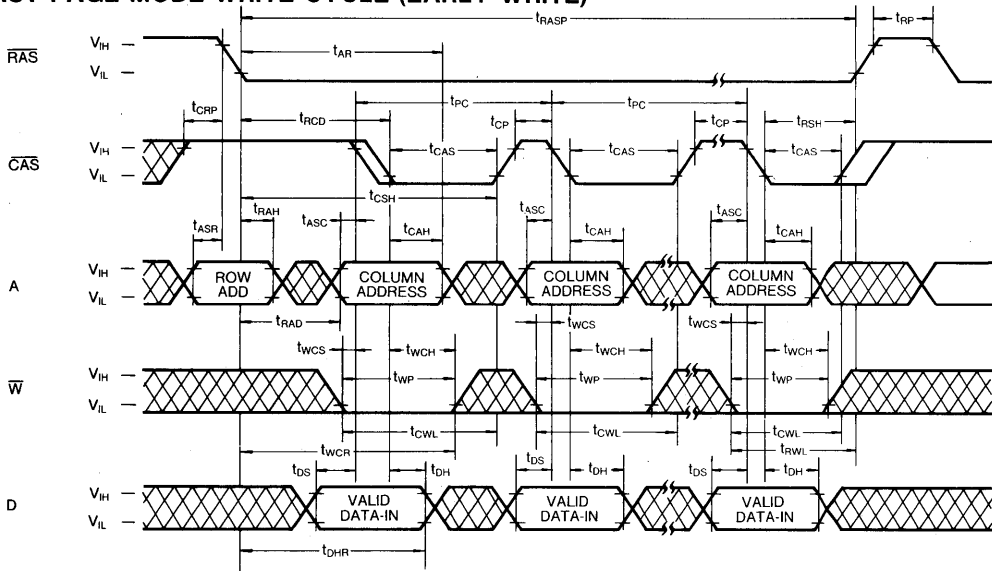 FAST PAGE MODE WRITE CYCLE (EARLY WRITE)
tRASP
tRP
RAS
VIH
VIL
tAR
tPC
tPC
tCRP
tRCD
tCP
tCP
tRSH
CAS
VIH
VIL
tCAS
tCAS
tCAS
tCSH
tRAH
tASR
tASC
tCAH
tASC
tCAH
tASC
tCAH
A
VIH
VIL
ROW
ADD
COLUMN
ADDRESS
COLUMN
ADDRESS
COLUMN
ADDRESS
tRAD
tWCS
tWCS
tWCS
tWCH
tWCH
tWCH
W
VIH
VIL
tWP
tWP
tWP
tCWL
tCWL
tCWL
tWCR
tRWL
tDS
tDH
tDS
tDH
tDS
tDH
D
VIH
VIL
VALID
DATA-IN
VALID
DATA-IN
VALID
DATA-IN
tDHR